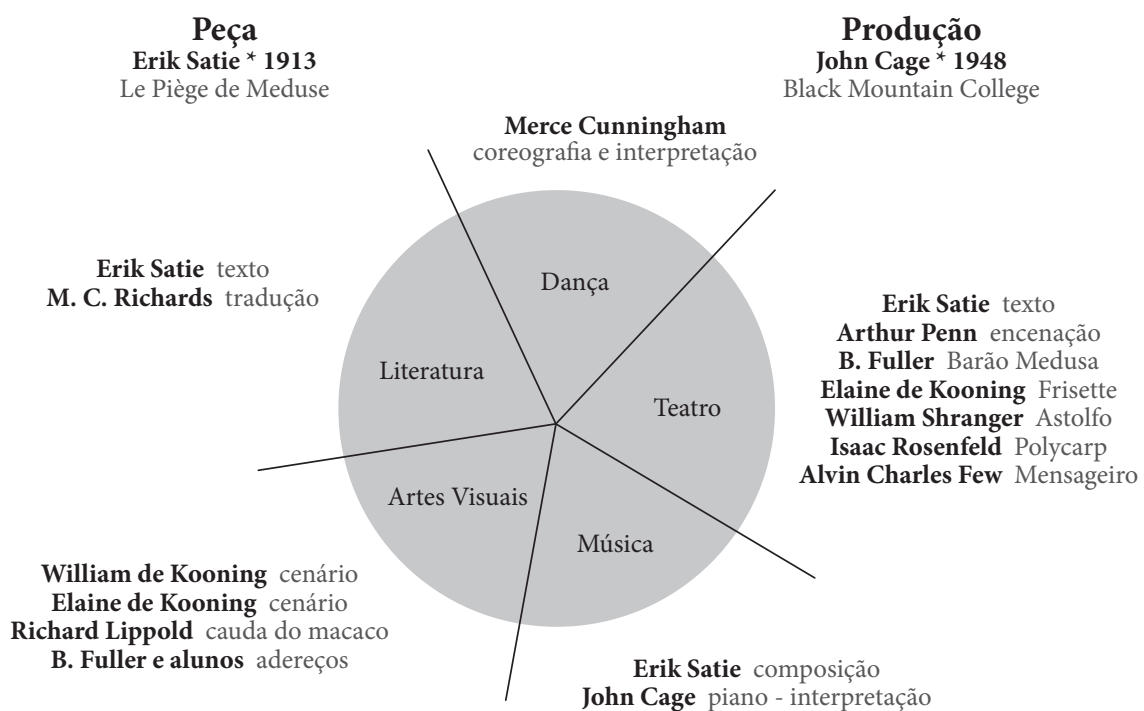 Peça
Erik Satie * 1913
Le Piège de Meduse
Produção
John Cage * 1948
Black Mountain College
Merce Cunningham
coreografia e interpretação
Erik Satie texto
M. C. Richards tradução
Dança
Literatura
Teatro
Artes Visuais
Música
Erik Satie texto
Arthur Penn encenação
B. Fuller Barão Medusa
Elaine de Kooning Frisette
William Shranger Astolfo
Isaac Rosenfeld Polycarp
Alvin Charles Few Mensageiro
William de Kooning cenário
Elaine de Kooning cenário
Richard Lippold cauda do macaco
B. Fuller e alunos adereços
Erik Satie composição
John Cage piano - interpretação